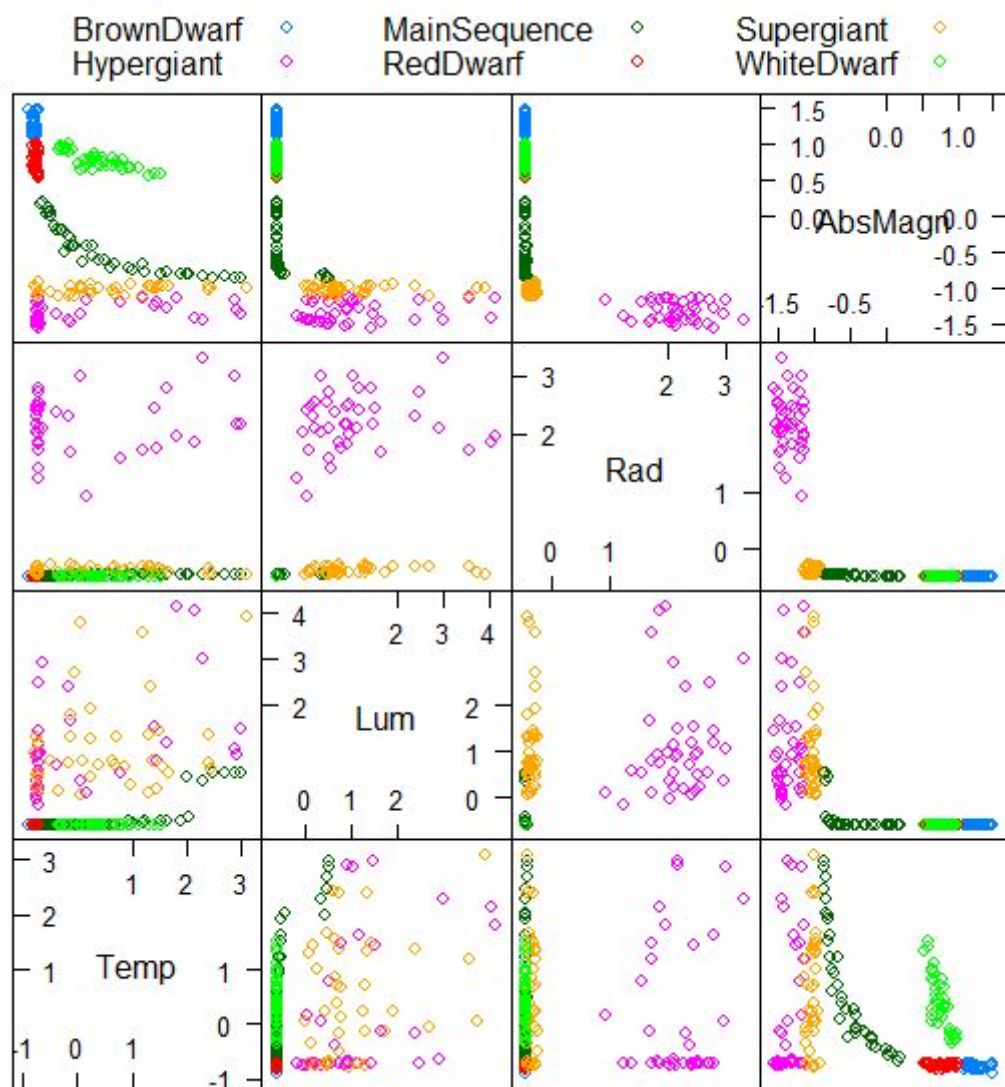 BrownDwarf MainSequence Supergiant
Hypergiant RedDwarf WhiteDwarf
1.5 0.0 1.0
1.0
0.5
0.0 AbsMagn 0.0
-0.5
-1.0
1.5 -0.5 -1.5
3 2 3
2
Rad
1
0 1 0
4 2 3 4
3
2 Lum 2
1
0 1 2 0
3 1 2 3
2
1 Temp 1
0
-1 0 1 -1